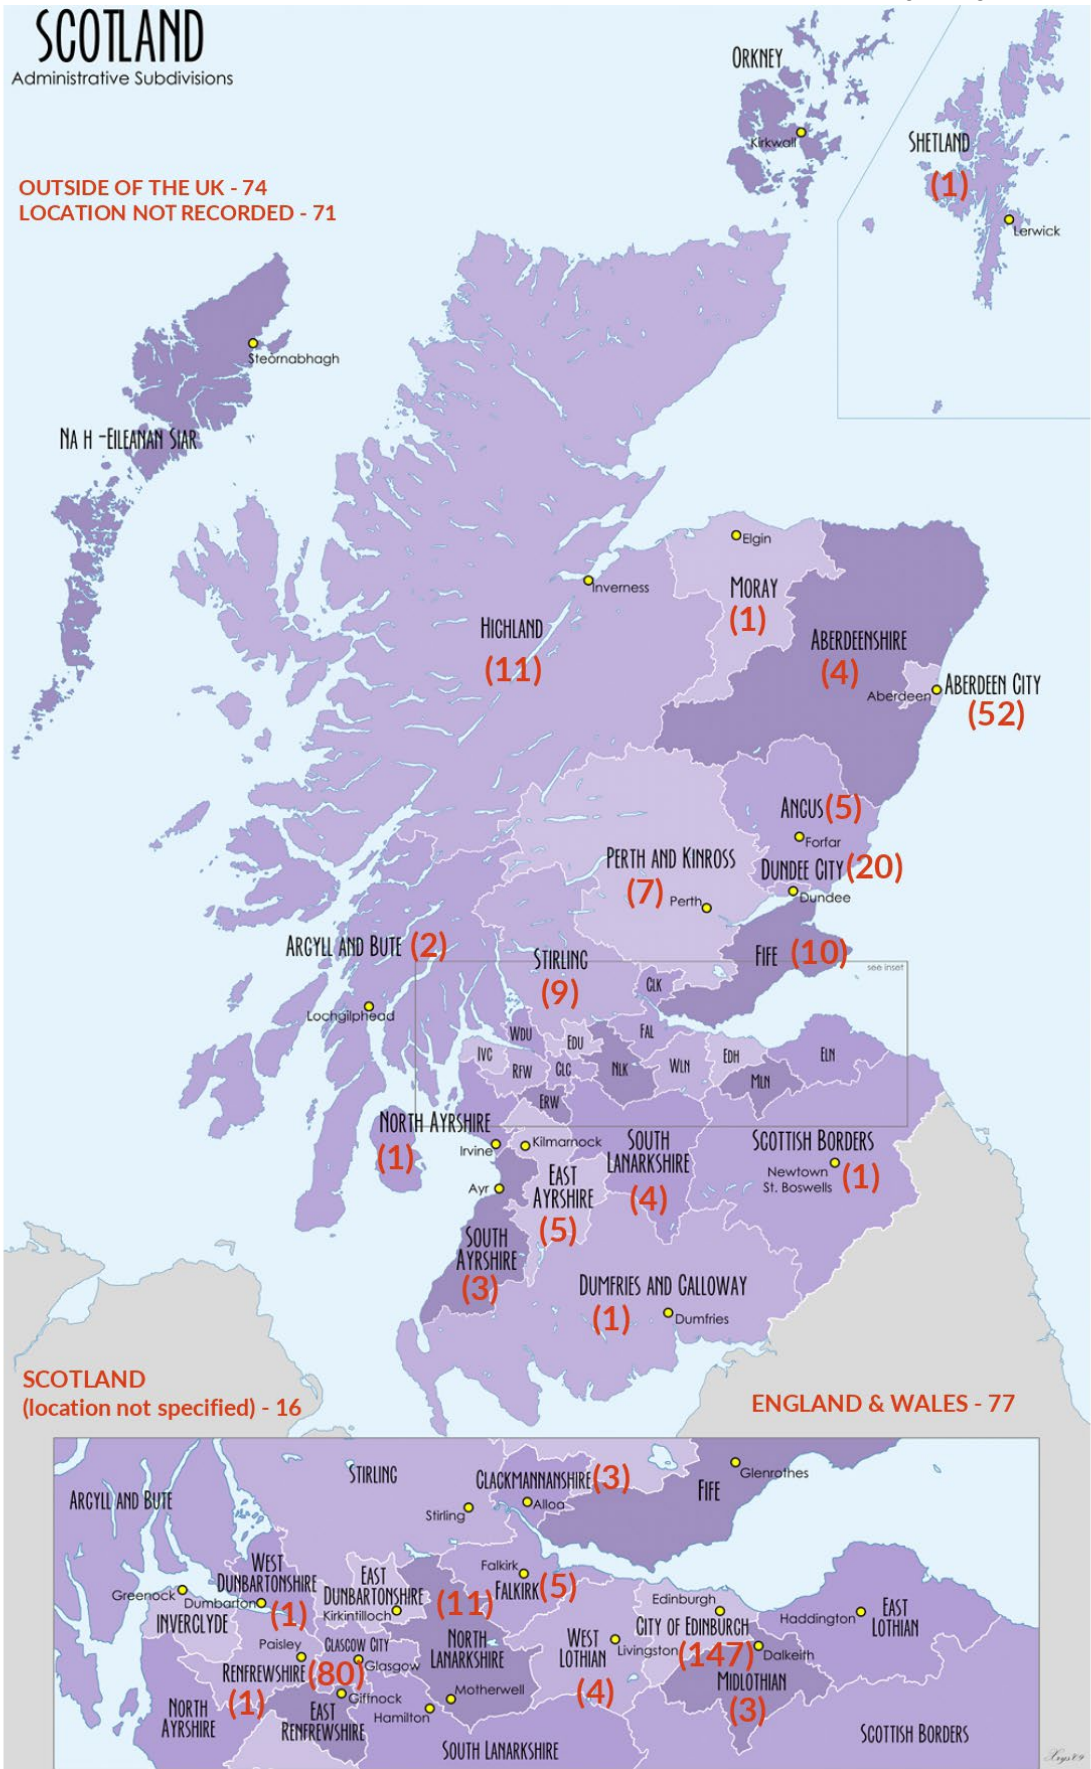 SCOTLAND
Administrative Subdivisions
ORKNEY
Kirkwall
SHETLAND
(1)
Lerwick
OUTSIDE OF THE UK - 74
LOCATION NOT RECORDED - 71
Steornabhagh
NA H -EILEANAN SIAR
Elgin
Inverness
MORAY
(1)
HIGHLAND
(11)
ABERDEENSHIRE
(4)
Aberdeen
ABERDEEN CITY
(52)
ANGUS (5)
Forfar
PERTH AND KINROSS
(7)
Perth
DUNDEE CITY (20)
Dundee
ARGYLL AND BUTE (2)
Lochgilphead
STIRLING
(9)
FIFE (10)
see inset
CLK
WDU
EDU
FAL
IVC
RFW
GLG
NLK
WLN
EDH
MLN
ELN
ERW
NORTH AYRSHIRE
(1)
Irvine
Kilmarnock
Ayr
EAST
AYRSHIRE
(5)
SOUTH
LANARKSHIRE
(4)
SCOTTISH BORDERS
Newtown
St. Boswells
(1)
SOUTH
AYRSHIRE
(3)
DUMFRIES AND GALLOWAY
(1)
Dumfries
SCOTLAND
(location not specified) - 16
ENGLAND & WALES - 77
ARGYLL AND BUTE
STIRLING
Stirling
CLACKMANNANSHIRE (3)
Alloa
FIFE
Glenrothes
WEST
DUNBARTONSHIRE
Greenock
Dumbarton
(1)
INVERCLYDE
EAST
DUNBARTONSHIRE
Kirkintilloch
Falkirk
FALKIRK (5)
(11)
NORTH
LANARKSHIRE
Motherwell
Paisley
RENFREWSHIRE
(1)
GLASGOW CITY
(80)
Glasgow
Giffnock
EAST
RENFREWSHIRE
Hamilton
NORTH
AYRSHIRE
SOUTH LANARKSHIRE
WEST
LOTHIAN
(4)
Livingston
Edinburgh
CITY OF EDINBURGH
(147)
Dalkeith
MIDLOTHIAN
(3)
Haddington
EAST
LOTHIAN
SCOTTISH BORDERS